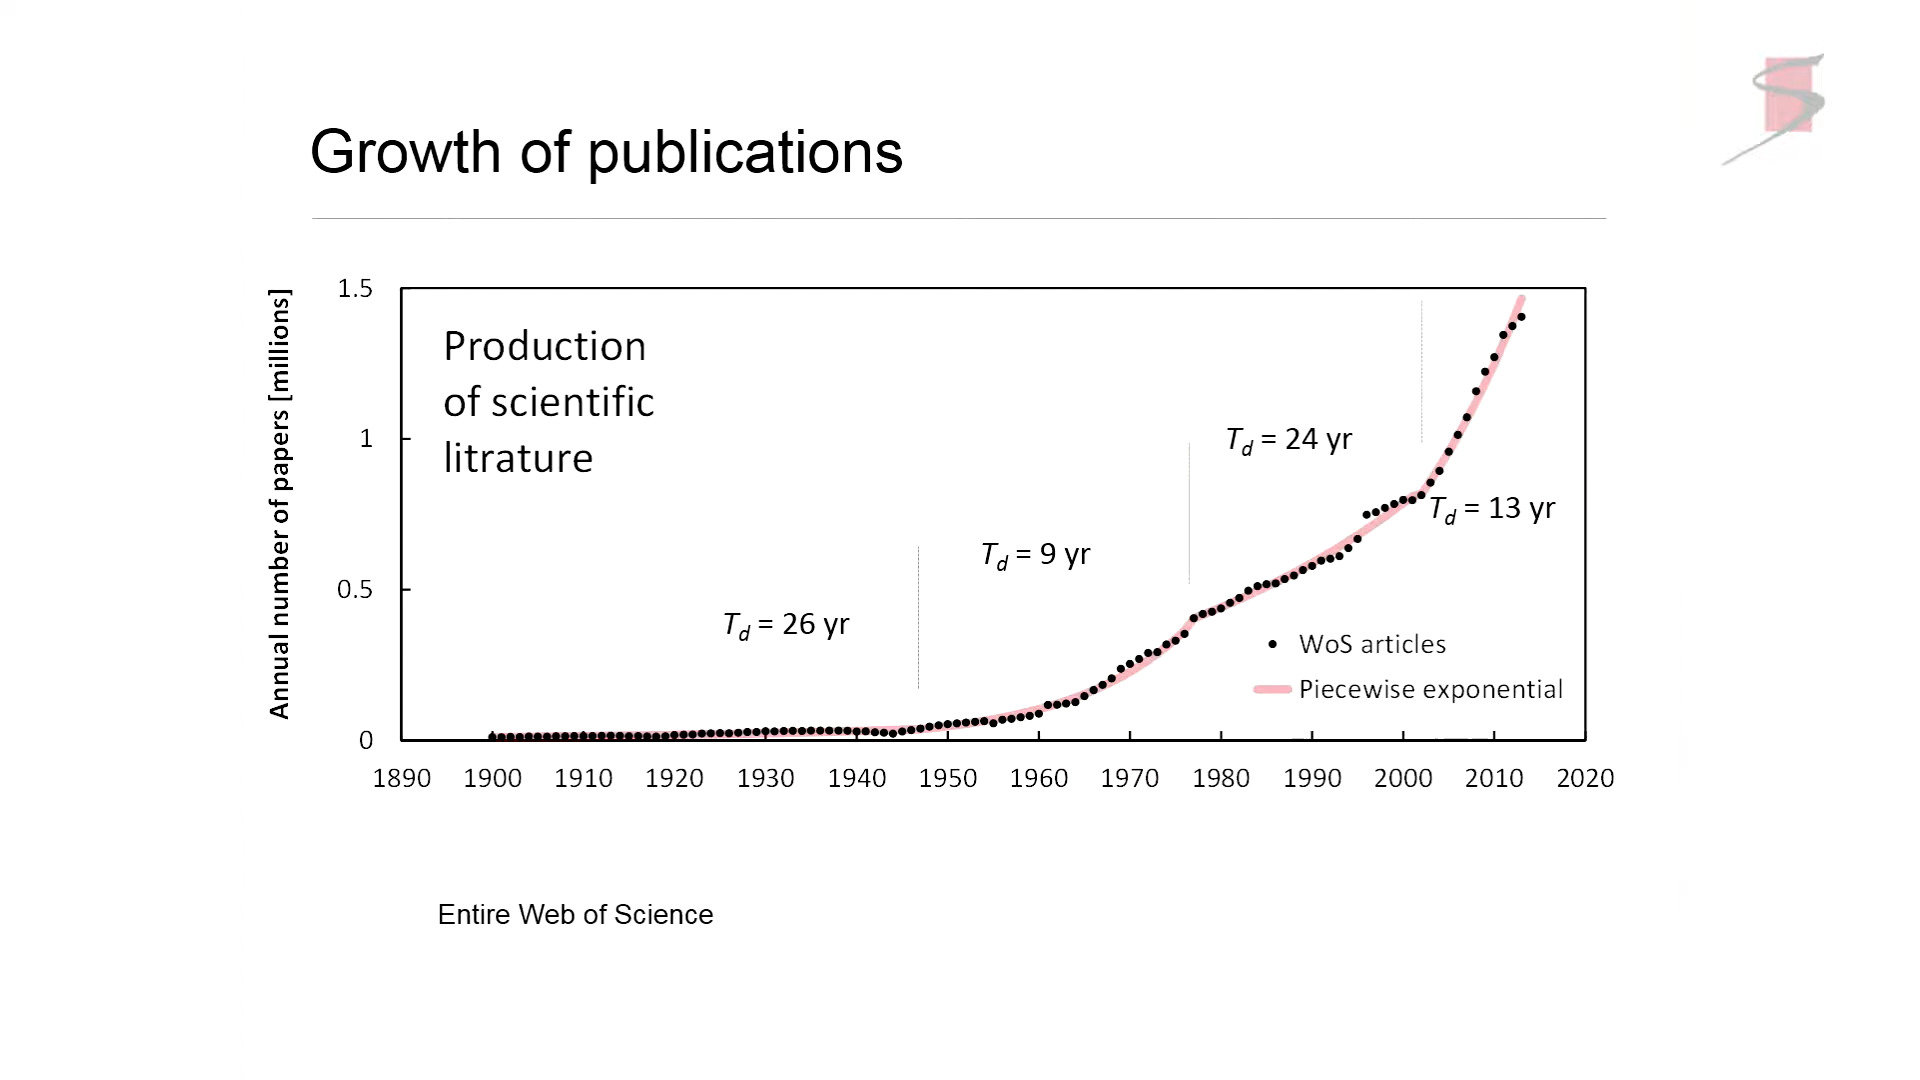 Growth of publications
Annual number of papers [millions]
1.5
1
0.5
0
Production
of scientific
litrature
Td = 26 yr
Td = 9 yr
Td = 24 yr
Td = 13 yr
WoS articles
Piecewise exponential
1890 1900 1910 1920 1930 1940 1950 1960 1970 1980 1990 2000 2010 2020
Entire Web of Science